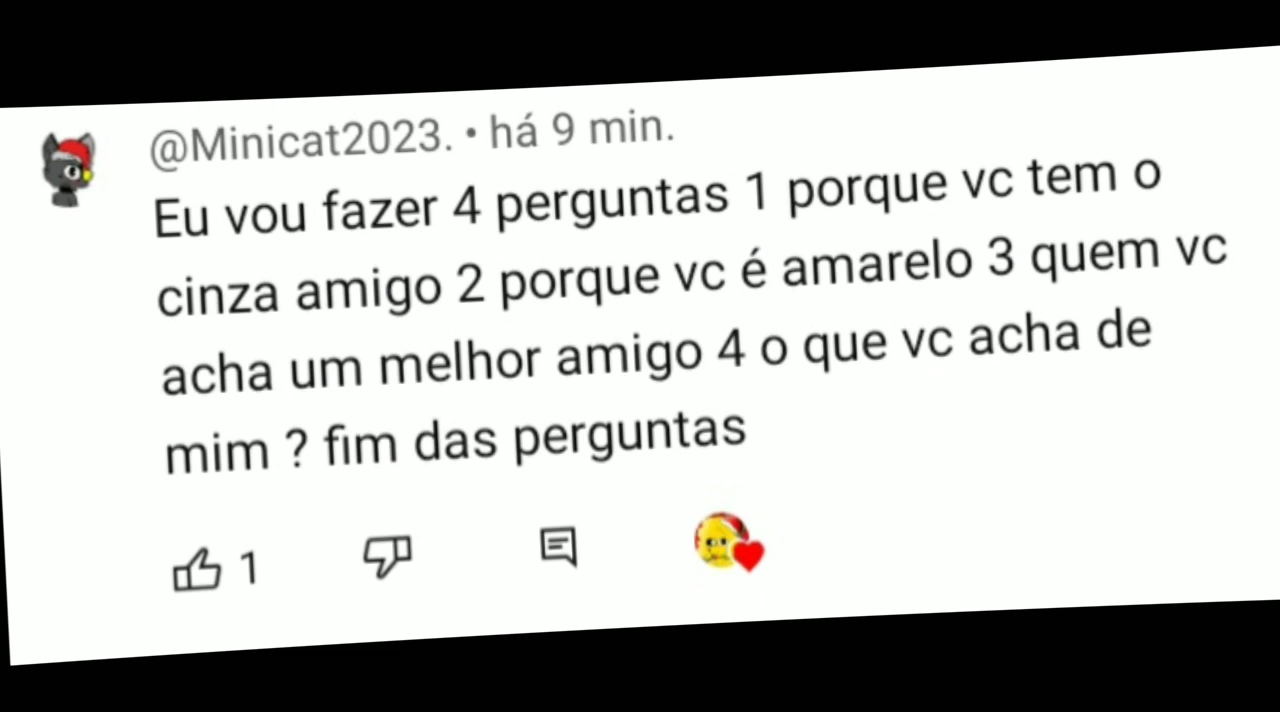 @Minicat2023. • há 9 min.
Eu vou fazer 4 perguntas 1 porque vc tem o
cinza amigo 2 porque vc é amarelo 3 quem vc
acha um melhor amigo 4 o que vc acha de
mim ? fim das perguntas
1